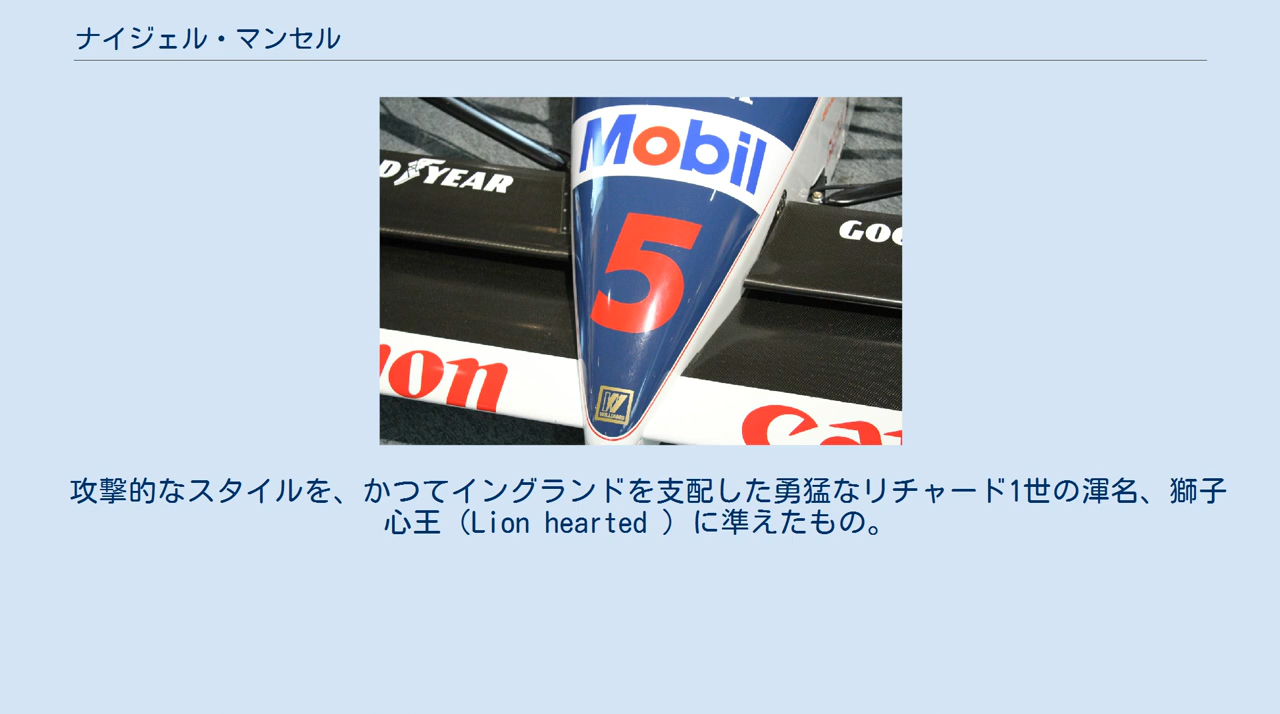 ナイジェル・マンセル
Mobil
D YEAR
GOO
5
non
WILLIAMS
Can
攻撃的なスタイルを、かつてイングランドを支配した勇猛なリチャード1世の渾名、獅子
心王（Lion hearted ）に準えたもの。